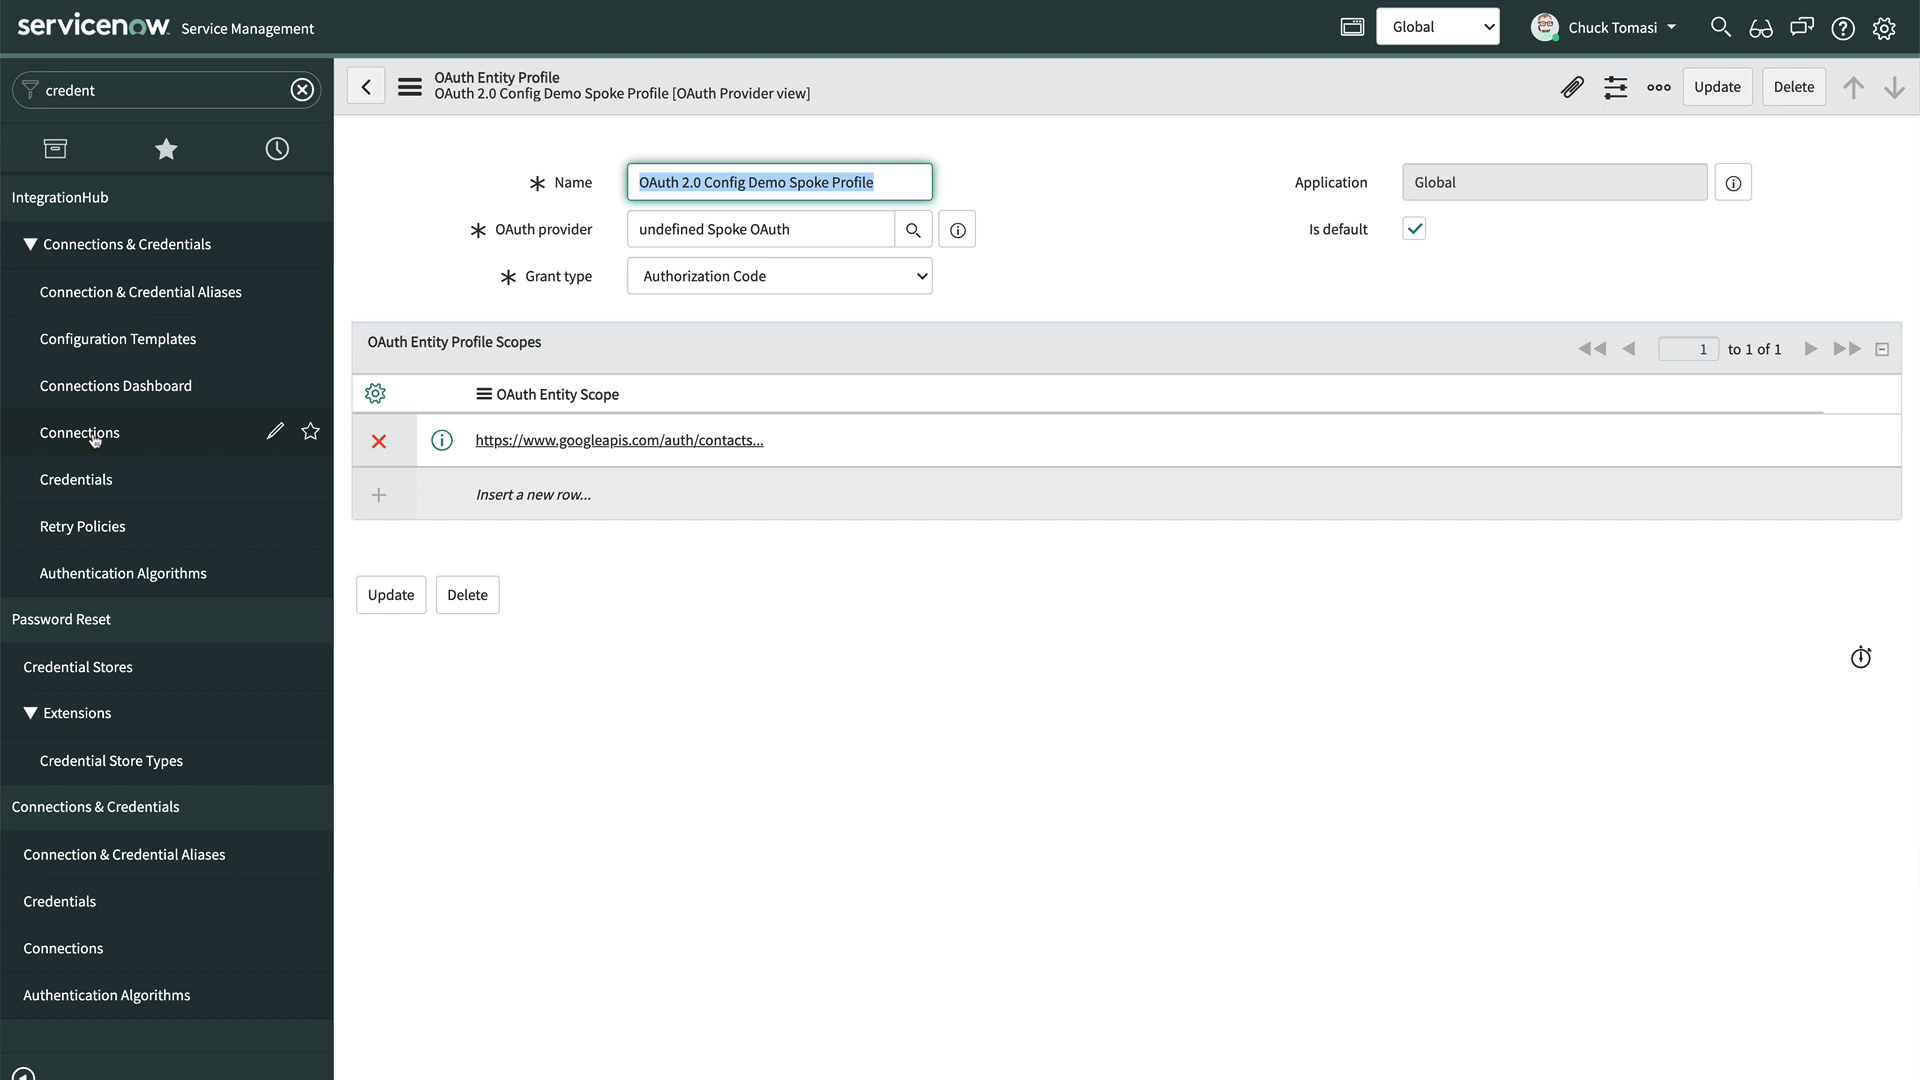 servicenow Service Management
Global
Chuck Tomasi
credent
IntegrationHub
Connections & Credentials
Connection & Credential Aliases
Configuration Templates
Connections Dashboard
Connections
Credentials
Retry Policies
Authentication Algorithms
Password Reset
Credential Stores
Extensions
Credential Store Types
Connections & Credentials
Connection & Credential Aliases
Credentials
Connections
Authentication Algorithms
OAuth Entity Profile
OAuth 2.0 Config Demo Spoke Profile [OAuth Provider view]
Update Delete
Name OAuth 2.0 Config Demo Spoke Profile
Application Global
OAuth provider undefined Spoke OAuth
Is default
Grant type Authorization Code
OAuth Entity Profile Scopes
1 to 1 of 1
OAuth Entity Scope
https://www.googleapis.com/auth/contacts...
Insert a new row...
Update Delete